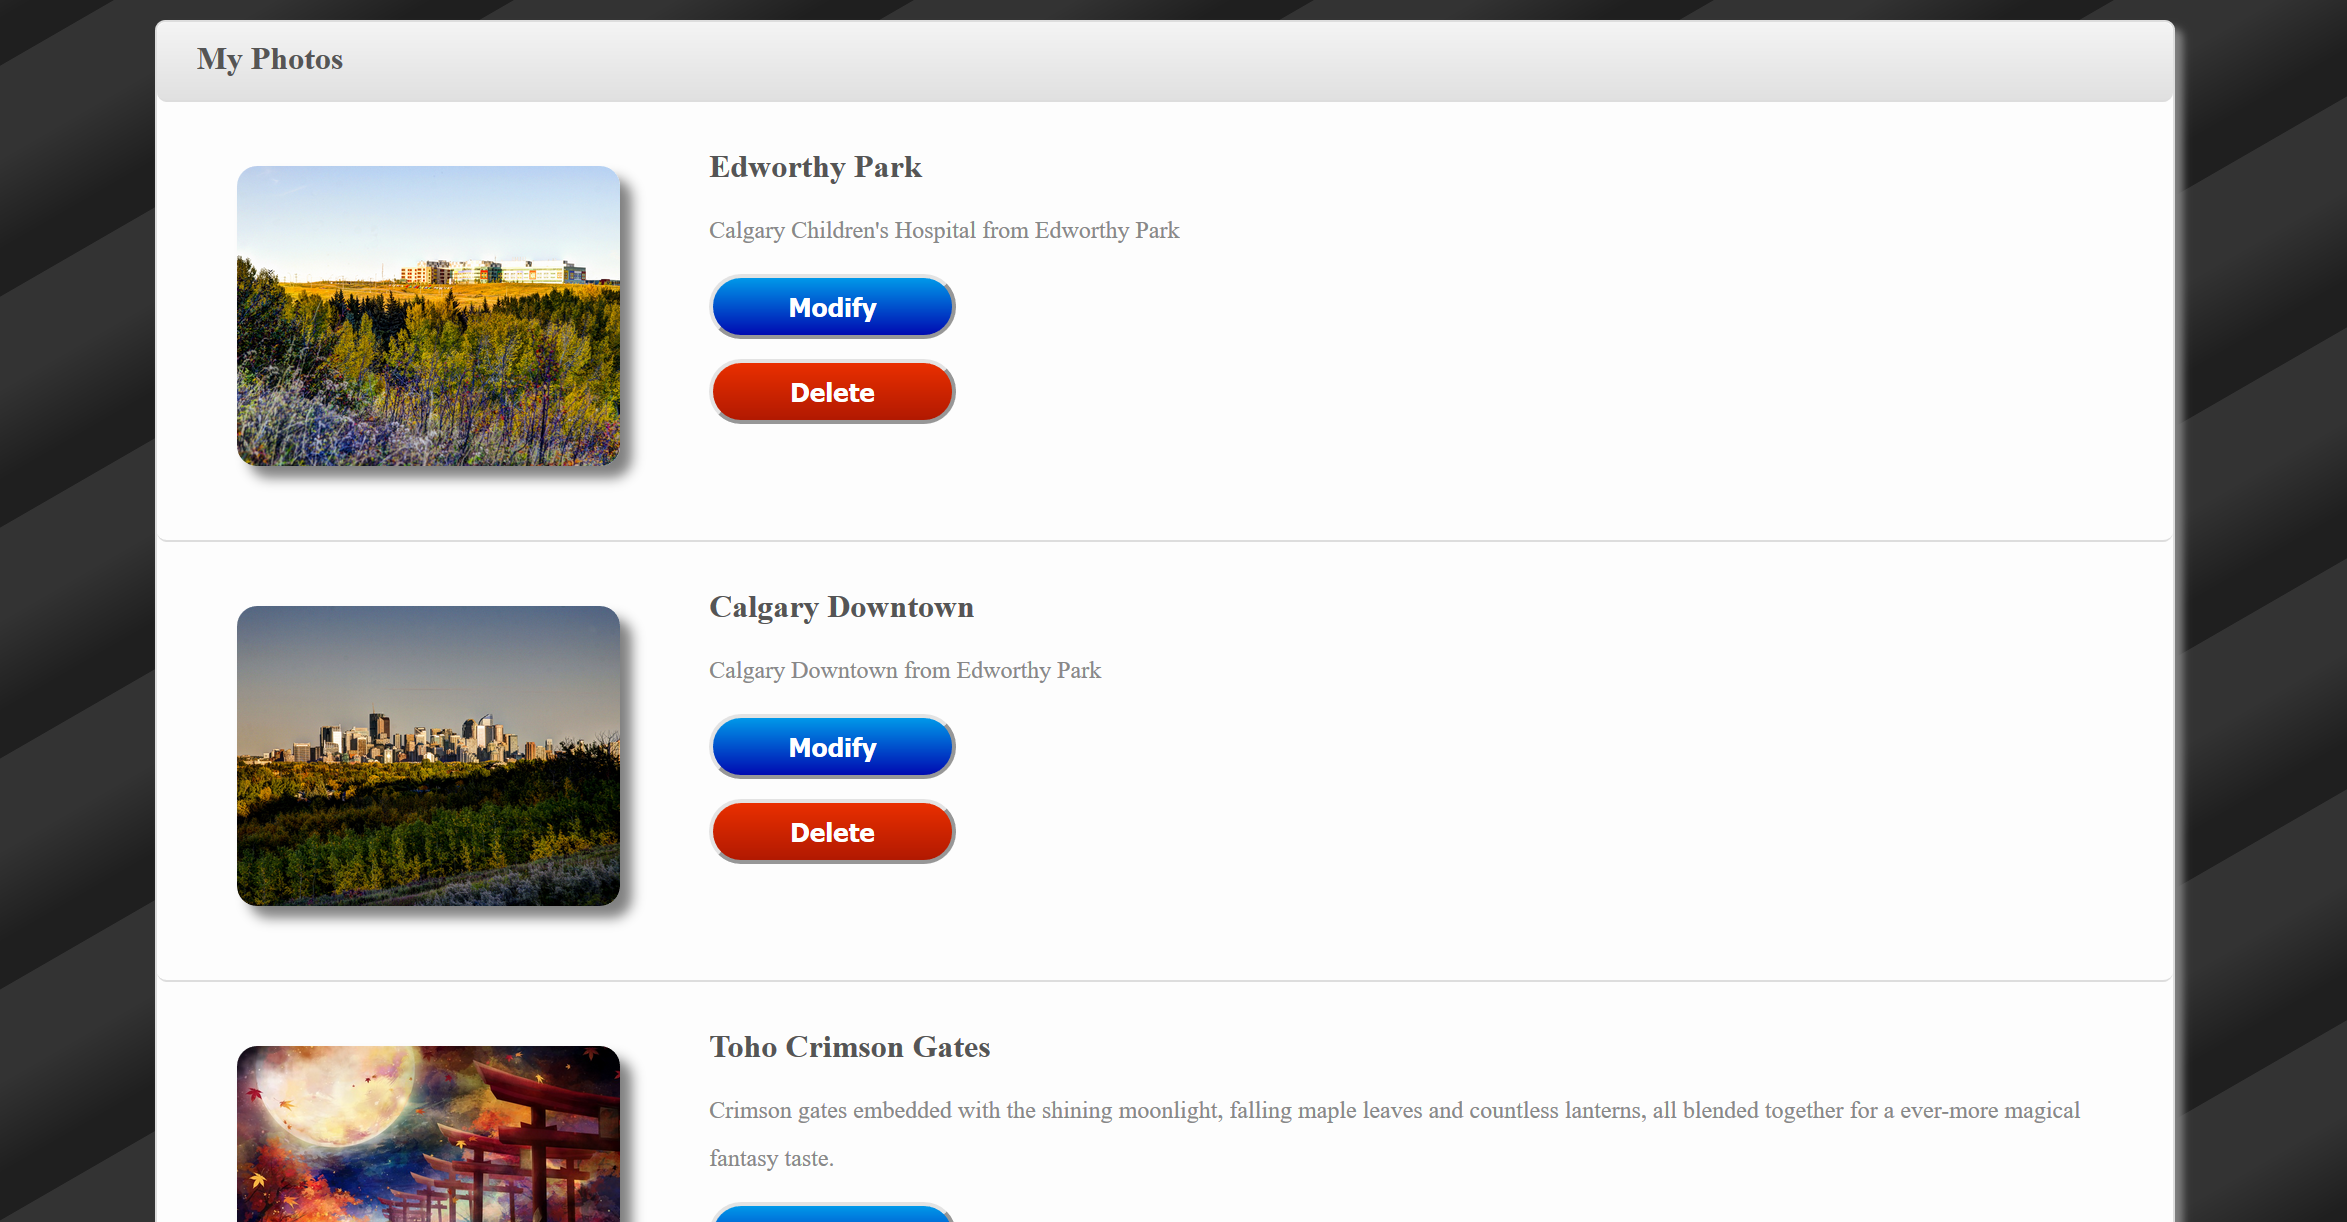 My Photos
Edworthy Park
Calgary Children's Hospital from Edworthy Park
Modify
Delete
Calgary Downtown
Calgary Downtown from Edworthy Park
Modify
Delete
Toho Crimson Gates
Crimson gates embedded with the shining moonlight, falling maple leaves and countless lanterns, all blended together for a ever-more magical
fantasy taste.